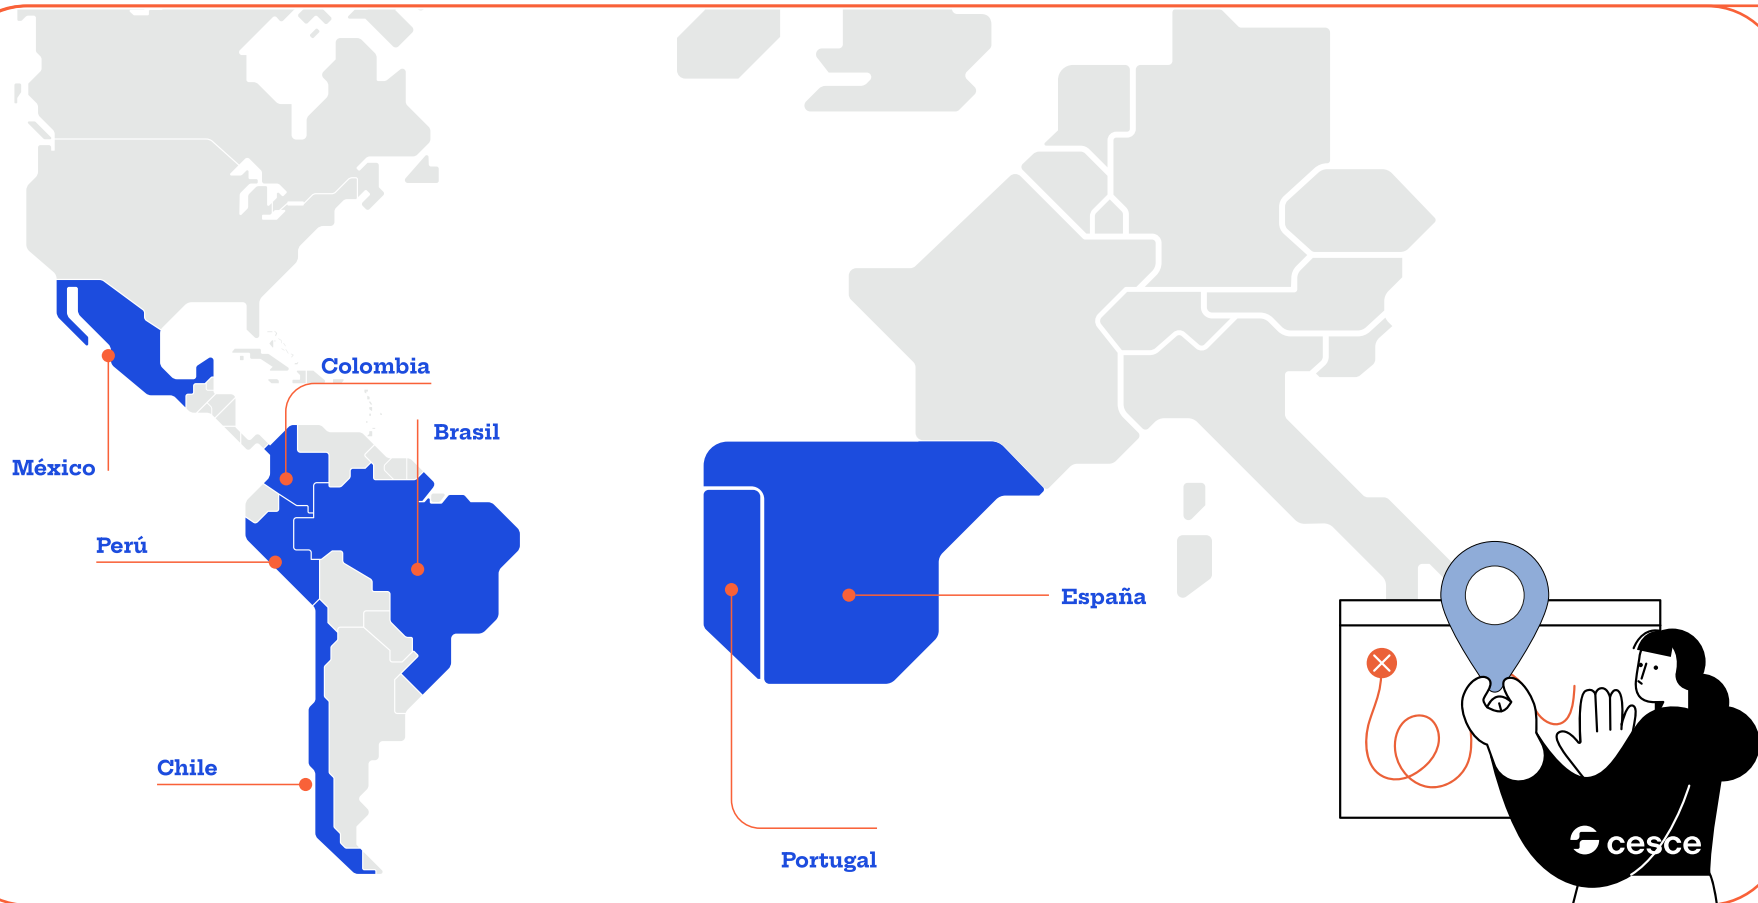 Colombia
Brasil
México
Perú
España
Chile
Portugal
cesce